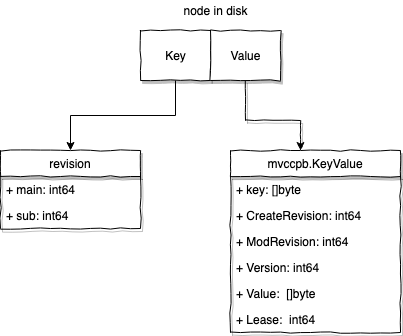 node in disk
Key
Value
revision
+ main: int64
+ sub: int64
mvccpb.KeyValue
+ key: []byte
+ CreateRevision: int64
+ ModRevision: int64
+ Version: int64
+ Value:  []byte
+ Lease:  int64